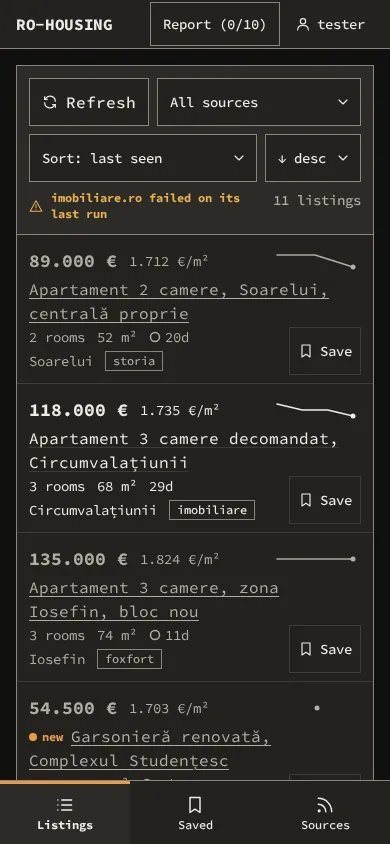 RO-HOUSING
Report (0/10)
tester
Refresh
All sources
Sort: last seen
↓ desc
imobiliare.ro failed on its
last run
11 listings
89.000 € 1.712 €/m²
Apartament 2 camere, Soarelui,
centrală proprie
2 rooms 52 m² 20d
Soarelui storia
Save
118.000 € 1.735 €/m²
Apartament 3 camere decomandat,
Circumvalațiunii
3 rooms 68 m² 29d
Circumvalațiunii imobiliare
Save
135.000 € 1.824 €/m²
Apartament 3 camere, zona
Iosefin, bloc nou
3 rooms 74 m² 11d
Iosefin foxfort
Save
54.500 € 1.703 €/m²
new Garsonieră renovată,
Complexul Studențesc
Listings
Saved
Sources